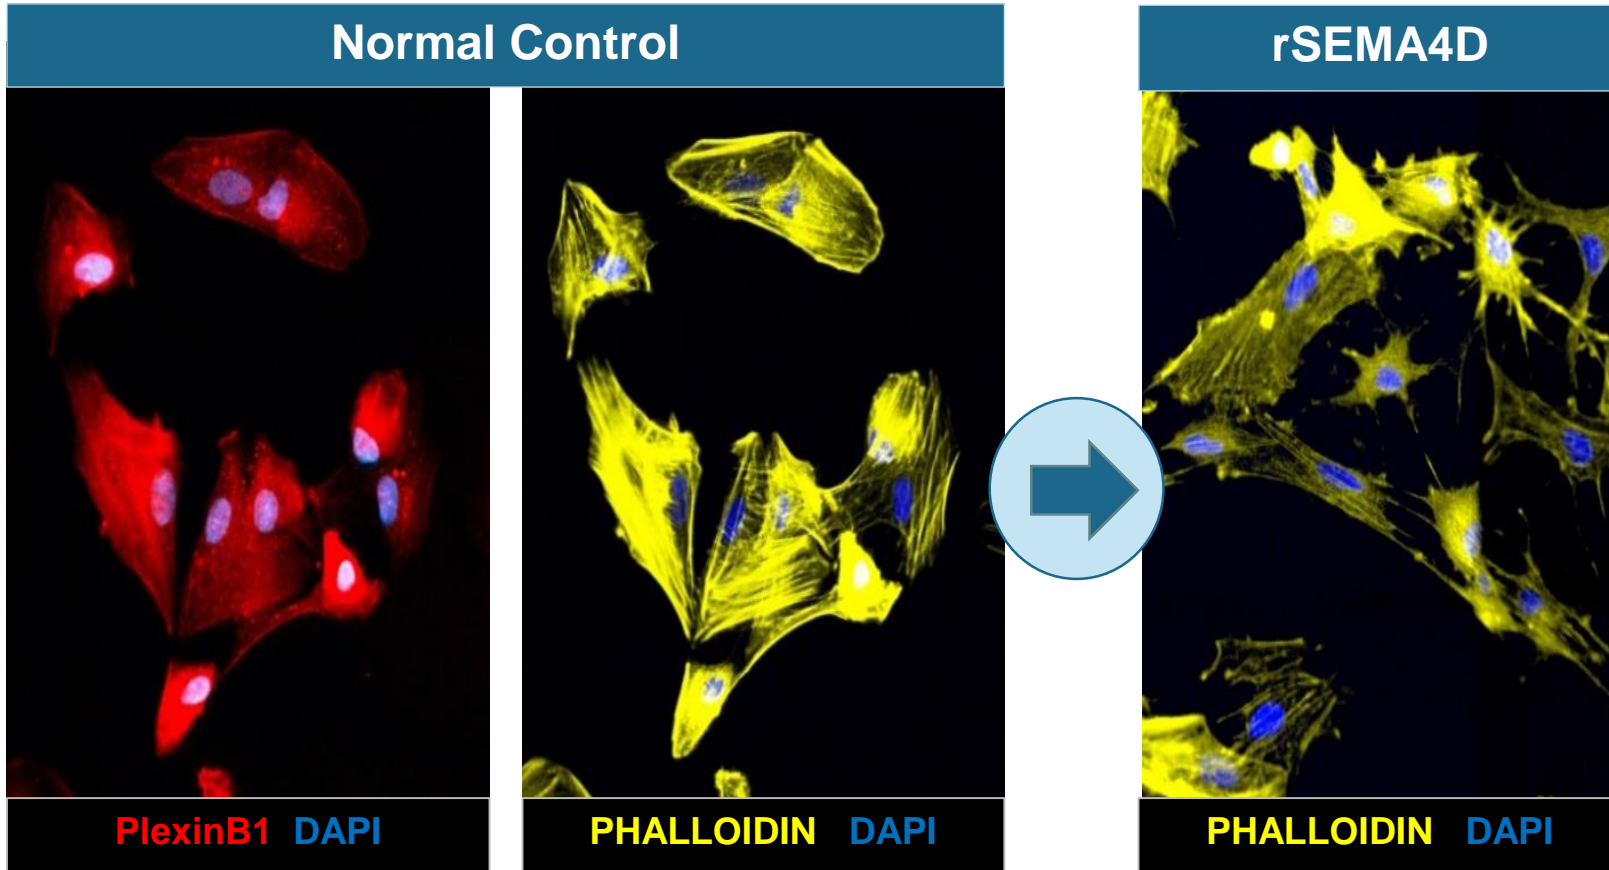 Normal Control
rSEMA4D
PlexinB1 DAPI
PHALLOIDIN DAPI
PHALLOIDIN DAPI